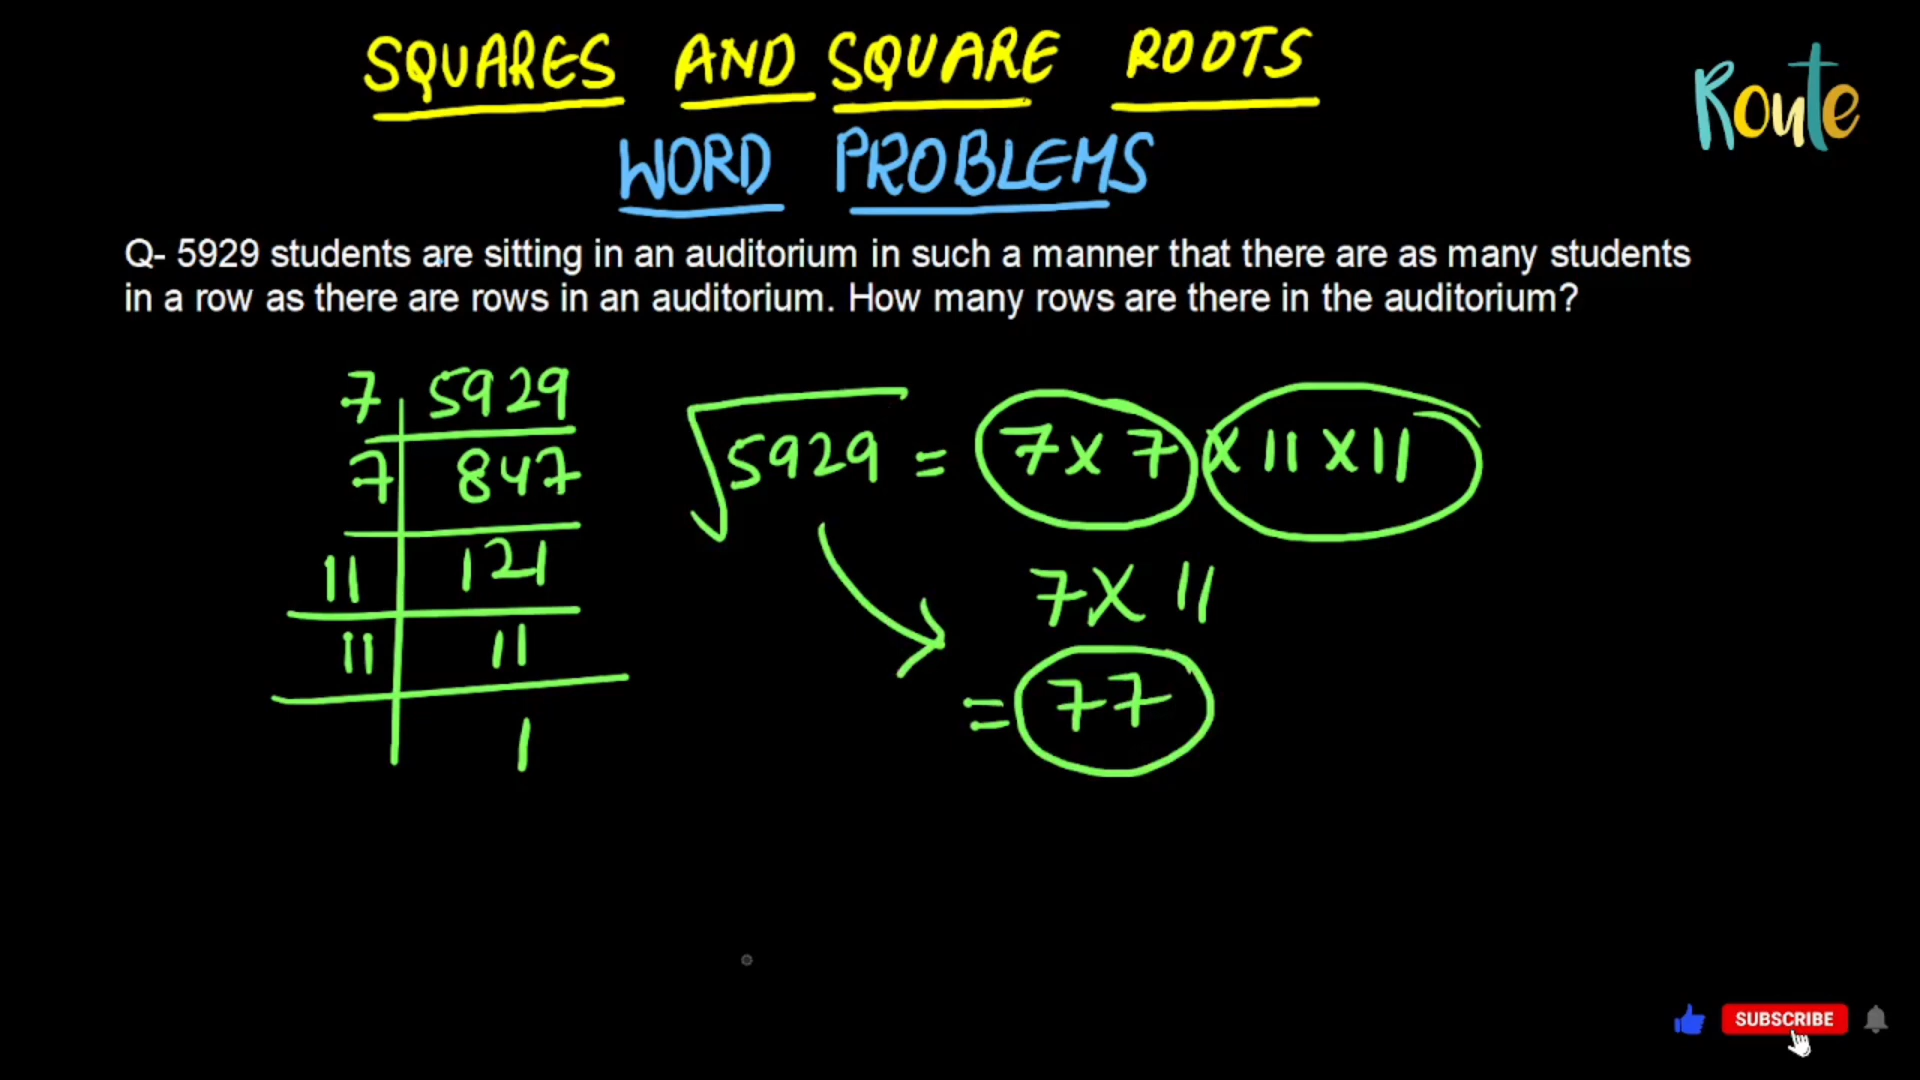 SQUARES AND SQUARE ROOTS
Route
WORD PROBLEMS
Q- 5929 students are sitting in an auditorium in such a manner that there are as many students
in a row as there are rows in an auditorium. How many rows are there in the auditorium?
7 | 5929
7 | 847
11 | 121
11 | 11
| 1
√5929 = 7 x 7 x 11 x 11
7 x 11
= 77
SUBSCRIBE